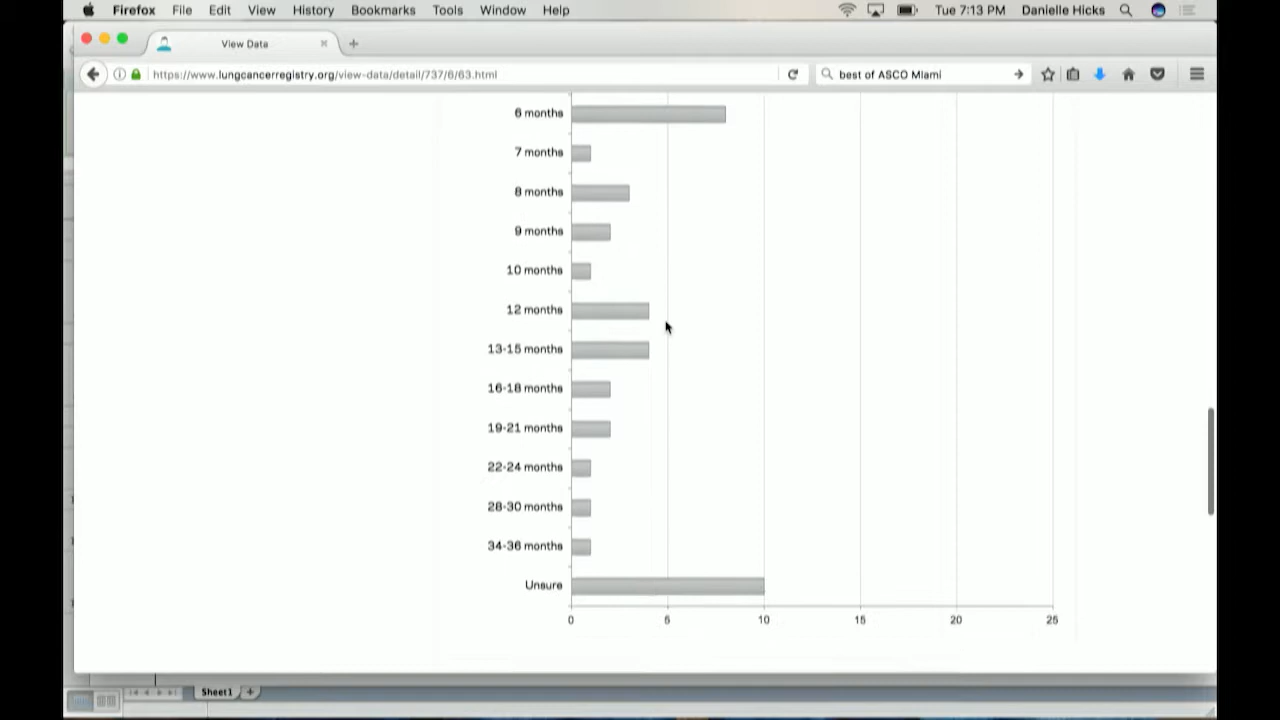 Firefox File Edit View History Bookmarks Tools Window Help Tue 7:13 PM Danielle Hicks
View Data
https://www.lungcancerregistry.org/view-data/detail/737/6/63.html best of ASCO Miami
6 months
7 months
8 months
9 months
10 months
12 months
13-15 months
16-18 months
19-21 months
22-24 months
28-30 months
34-36 months
Unsure
0 5 10 15 20 25
Sheet1